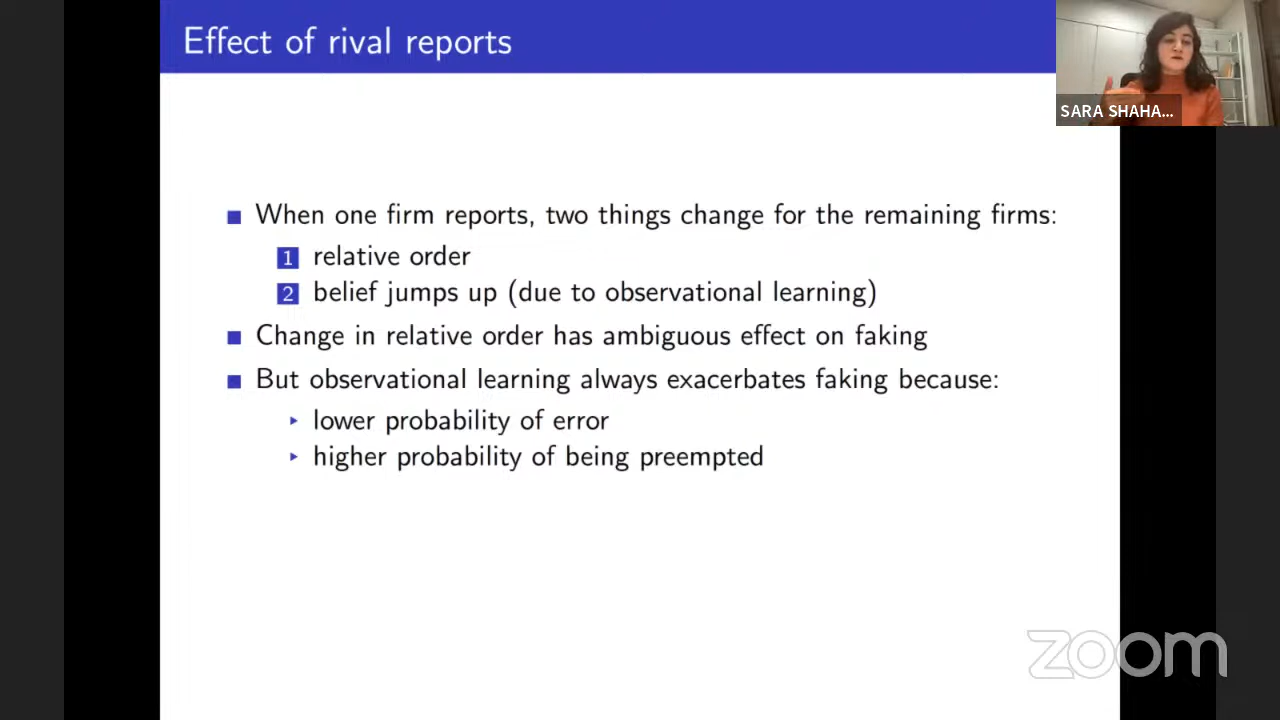 Effect of rival reports
SARA SHAHA...
When one firm reports, two things change for the remaining firms:
1 relative order
2 belief jumps up (due to observational learning)
Change in relative order has ambiguous effect on faking
But observational learning always exacerbates faking because:
lower probability of error
higher probability of being preempted
zoom